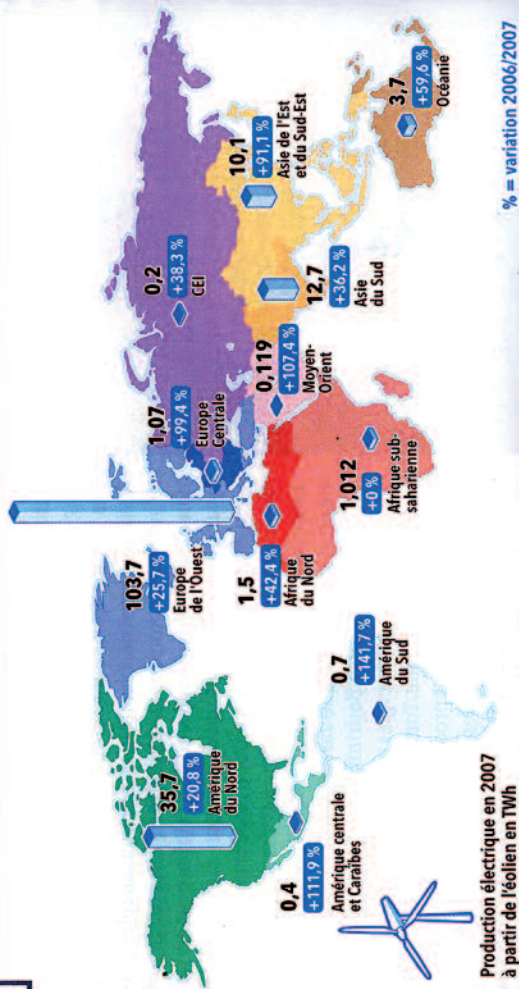 35,7
+20,8 %
Amérique
du Nord
0,4
+111,9 %
Amérique centrale
et Caraïbes
0,7
+141,7 %
Amérique
du Sud
103,7
+25,7 %
Europe
de l'Ouest
1,07
+99,4 %
Europe
Centrale
0,2
+38,3 %
CEI
1,5
+42,4 %
Afrique
du Nord
0,119
+107,4 %
Moyen-
Orient
1,012
+0 %
Afrique sub-
saharienne
10,1
+91,1 %
Asie de l'Est
et du Sud-Est
12,7
+36,2 %
Asie
du Sud
3,7
+59,6 %
Océanie
Production électrique en 2007
à partir de l'éolien en TWh
% = variation 2006/2007